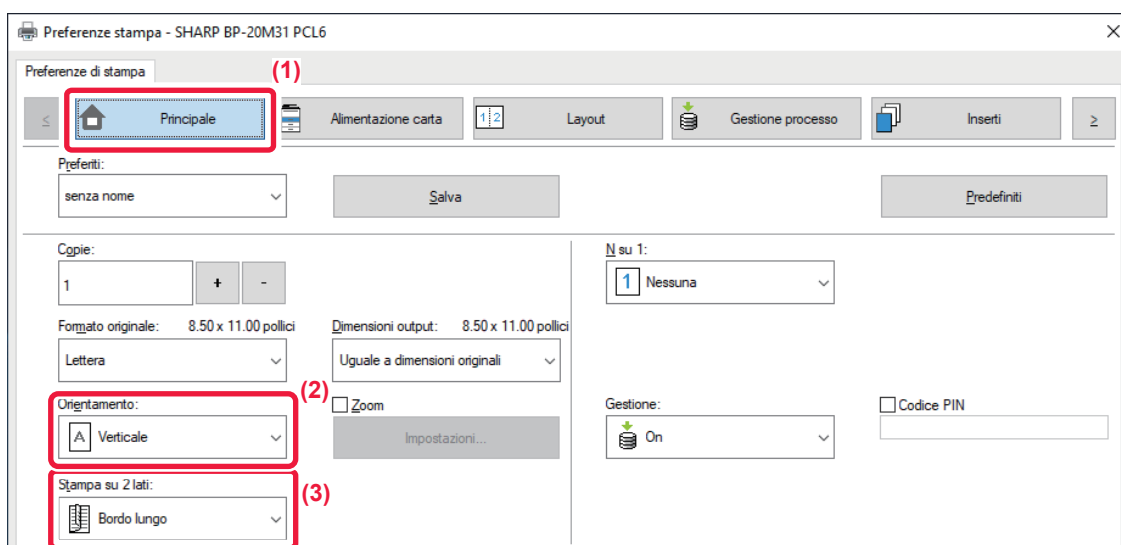 Preferenze stampa - SHARP BP-20M31 PCL6
Preferenze di stampa
(1)
<
Principale
Alimentazione carta
1 2
Layout
Gestione processo
Inserti
>
Preferiti:
senza nome
Salva
Predefiniti
Copie:
1
+
-
N su 1:
1 Nessuna
Formato originale: 8.50 x 11.00 pollici
Dimensioni output: 8.50 x 11.00 pollici
Lettera
Uguale a dimensioni originali
(2)
Orientamento:
A Verticale
Zoom
Impostazioni...
Gestione:
On
Codice PIN
Stampa su 2 lati:
(3)
Bordo lungo